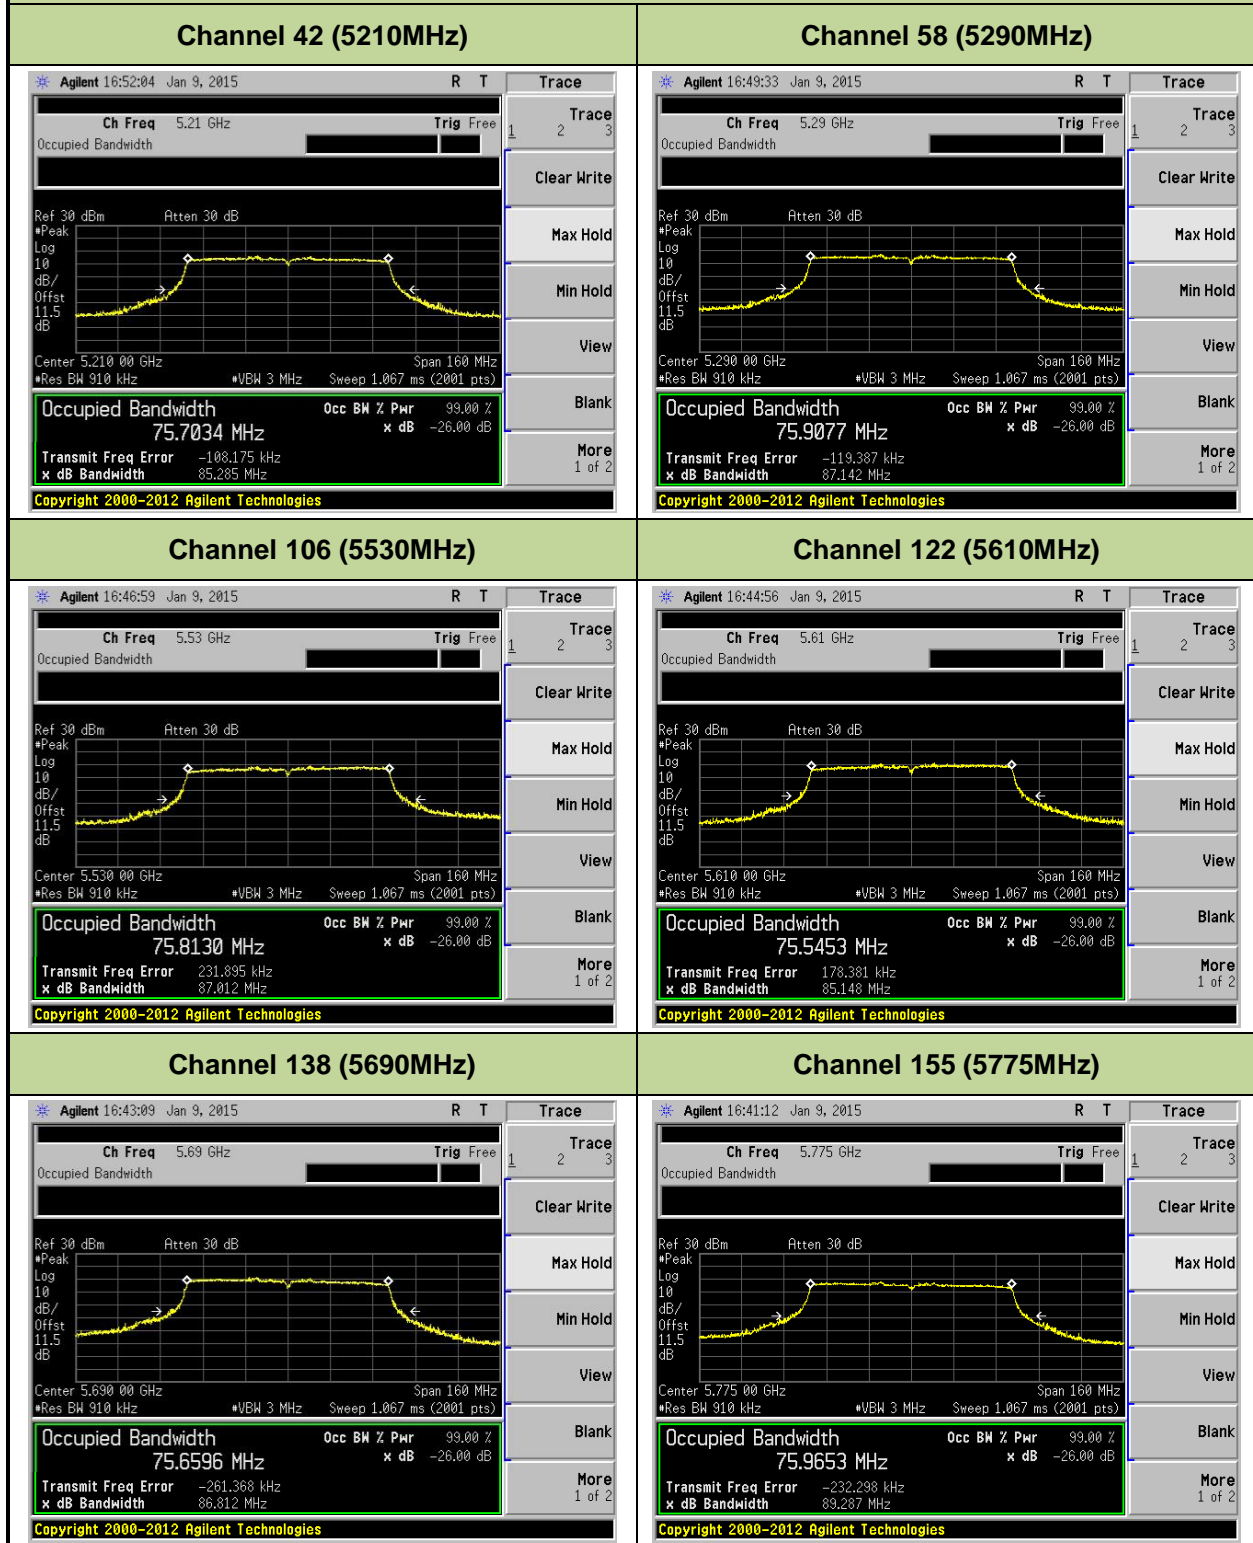 Channel 42 (5210MHz)
Channel 58 (5290MHz)
Agilent 16:52:04 Jan 9, 2015 R T Trace
Ch Freq 5.21 GHz Trig Free
Occupied Bandwidth
Trace
1 2 3
Clear Write
Ref 30 dBm Atten 30 dB
#Peak
Log
10
dB/
Offst
11.5
dB
Max Hold
Min Hold
View
Center 5.210 00 GHz Span 160 MHz
#Res BW 910 kHz #VBW 3 MHz Sweep 1.067 ms (2001 pts)
Blank
Occupied Bandwidth Occ BW % Pwr 99.00 %
75.7034 MHz x dB -26.00 dB
Transmit Freq Error -108.175 kHz
x dB Bandwidth 85.285 MHz
More
1 of 2
Copyright 2000-2012 Agilent Technologies
Agilent 16:49:33 Jan 9, 2015 R T Trace
Ch Freq 5.29 GHz Trig Free
Occupied Bandwidth
Trace
1 2 3
Clear Write
Ref 30 dBm Atten 30 dB
#Peak
Log
10
dB/
Offst
11.5
dB
Max Hold
Min Hold
View
Center 5.290 00 GHz Span 160 MHz
#Res BW 910 kHz #VBW 3 MHz Sweep 1.067 ms (2001 pts)
Blank
Occupied Bandwidth Occ BW % Pwr 99.00 %
75.9077 MHz x dB -26.00 dB
Transmit Freq Error -119.387 kHz
x dB Bandwidth 87.142 MHz
More
1 of 2
Copyright 2000-2012 Agilent Technologies
Channel 106 (5530MHz)
Channel 122 (5610MHz)
Agilent 16:46:59 Jan 9, 2015 R T Trace
Ch Freq 5.53 GHz Trig Free
Occupied Bandwidth
Trace
1 2 3
Clear Write
Ref 30 dBm Atten 30 dB
#Peak
Log
10
dB/
Offst
11.5
dB
Max Hold
Min Hold
View
Center 5.530 00 GHz Span 160 MHz
#Res BW 910 kHz #VBW 3 MHz Sweep 1.067 ms (2001 pts)
Blank
Occupied Bandwidth Occ BW % Pwr 99.00 %
75.8130 MHz x dB -26.00 dB
Transmit Freq Error 231.895 kHz
x dB Bandwidth 87.012 MHz
More
1 of 2
Copyright 2000-2012 Agilent Technologies
Agilent 16:44:56 Jan 9, 2015 R T Trace
Ch Freq 5.61 GHz Trig Free
Occupied Bandwidth
Trace
1 2 3
Clear Write
Ref 30 dBm Atten 30 dB
#Peak
Log
10
dB/
Offst
11.5
dB
Max Hold
Min Hold
View
Center 5.610 00 GHz Span 160 MHz
#Res BW 910 kHz #VBW 3 MHz Sweep 1.067 ms (2001 pts)
Blank
Occupied Bandwidth Occ BW % Pwr 99.00 %
75.5453 MHz x dB -26.00 dB
Transmit Freq Error 178.381 kHz
x dB Bandwidth 85.148 MHz
More
1 of 2
Copyright 2000-2012 Agilent Technologies
Channel 138 (5690MHz)
Channel 155 (5775MHz)
Agilent 16:43:09 Jan 9, 2015 R T Trace
Ch Freq 5.69 GHz Trig Free
Occupied Bandwidth
Trace
1 2 3
Clear Write
Ref 30 dBm Atten 30 dB
#Peak
Log
10
dB/
Offst
11.5
dB
Max Hold
Min Hold
View
Center 5.690 00 GHz Span 160 MHz
#Res BW 910 kHz #VBW 3 MHz Sweep 1.067 ms (2001 pts)
Blank
Occupied Bandwidth Occ BW % Pwr 99.00 %
75.6596 MHz x dB -26.00 dB
Transmit Freq Error -261.368 kHz
x dB Bandwidth 86.812 MHz
More
1 of 2
Copyright 2000-2012 Agilent Technologies
Agilent 16:41:12 Jan 9, 2015 R T Trace
Ch Freq 5.775 GHz Trig Free
Occupied Bandwidth
Trace
1 2 3
Clear Write
Ref 30 dBm Atten 30 dB
#Peak
Log
10
dB/
Offst
11.5
dB
Max Hold
Min Hold
View
Center 5.775 00 GHz Span 160 MHz
#Res BW 910 kHz #VBW 3 MHz Sweep 1.067 ms (2001 pts)
Blank
Occupied Bandwidth Occ BW % Pwr 99.00 %
75.9653 MHz x dB -26.00 dB
Transmit Freq Error -232.298 kHz
x dB Bandwidth 89.287 MHz
More
1 of 2
Copyright 2000-2012 Agilent Technologies